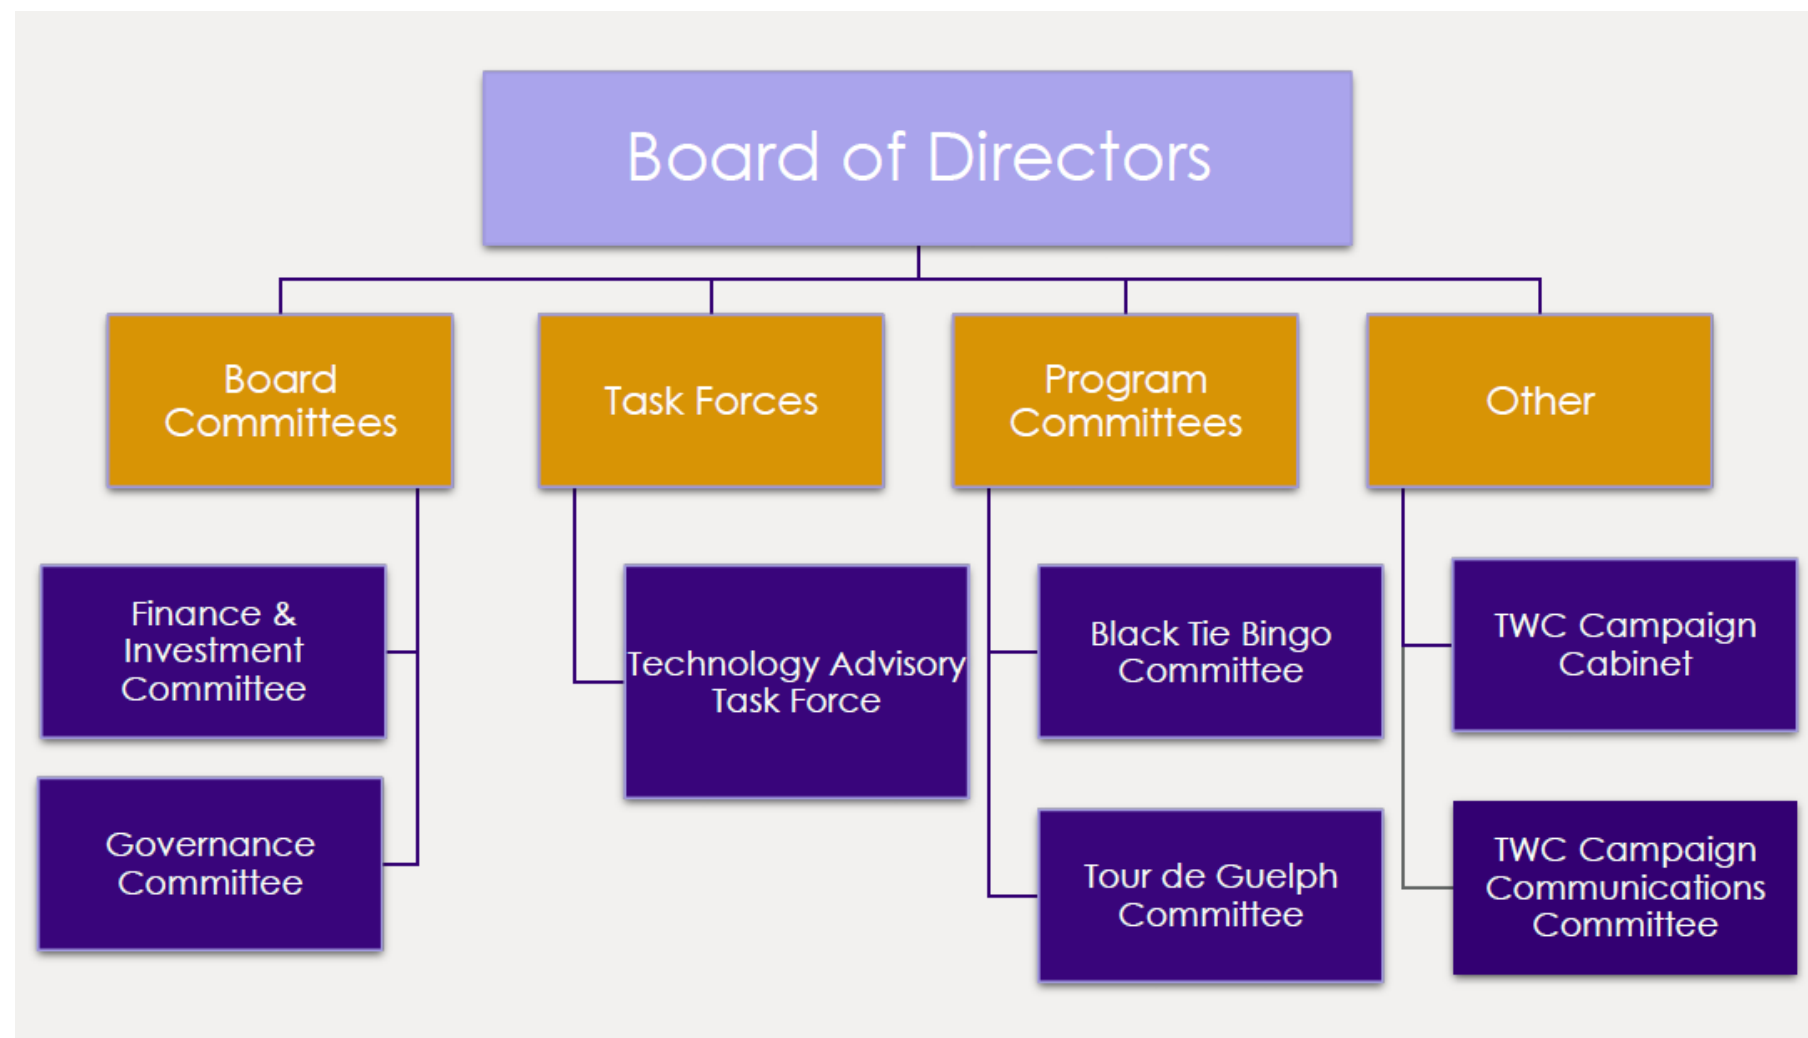 Board of Directors
Board
Committees
Task Forces
Program
Committees
Other
Finance &
Investment
Committee
Governance
Committee
Technology Advisory
Task Force
Black Tie Bingo
Committee
Tour de Guelph
Committee
TWC Campaign
Cabinet
TWC Campaign
Communications
Committee